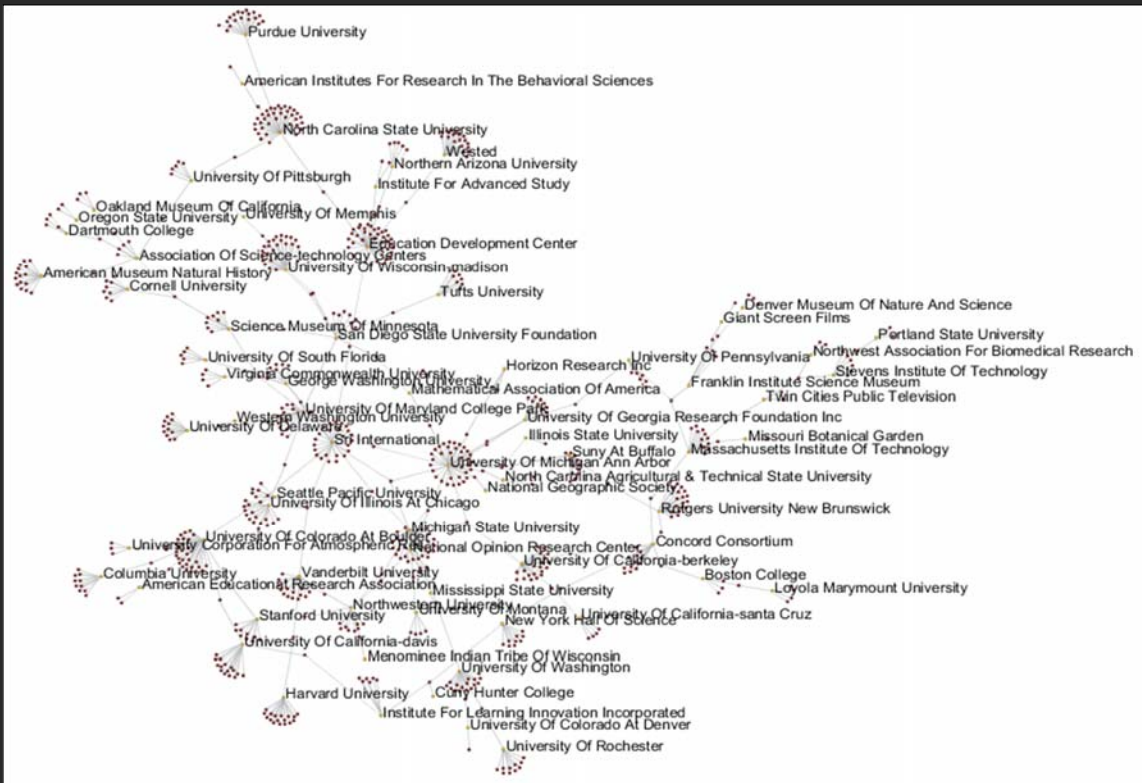 Purdue University
American Institutes For Research In The Behavioral Sciences
North Carolina State University
Wested
Northern Arizona University
University Of Pittsburgh
Institute For Advanced Study
Oakland Museum Of California
University Of Memphis
Oregon State University
Dartmouth College
Education Development Center
Association Of Science-technology Centers
University Of Wisconsin-madison
American Museum Natural History
Cornell University
Tufts University
Denver Museum Of Nature And Science
Giant Screen Films
Science Museum Of Minnesota
San Diego State University Foundation
Portland State University
Northwest Association For Biomedical Research
University Of South Florida
University Of Pennsylvania
Horizon Research Inc
Stevens Institute Of Technology
Virginia Commonwealth University
George Washington University
Franklin Institute Science Museum
Mathematical Association Of America
Twin Cities Public Television
University Of Maryland College Park
Western Washington University
University Of Georgia Research Foundation Inc
University Of Delaware
Illinois State University
Missouri Botanical Garden
Sri International
Massachusetts Institute Of Technology
Suny At Buffalo
University Of Michigan Ann Arbor
North Carolina Agricultural & Technical State University
National Geographic Society
Seattle Pacific University
University Of Illinois At Chicago
Rutgers University New Brunswick
Michigan State University
University Of Colorado At Boulder
Concord Consortium
University Corporation For Atmospheric Res
National Opinion Research Center
University Of California-berkeley
Columbia University
Vanderbilt University
Boston College
American Educational Research Association
Loyola Marymount University
Mississippi State University
Northwestern University
University Of Montana
Stanford University
University Of California-santa Cruz
New York Hall Of Science
University Of California-davis
Menominee Indian Tribe Of Wisconsin
University Of Washington
Harvard University
Cuny Hunter College
Institute For Learning Innovation Incorporated
University Of Colorado At Denver
University Of Rochester